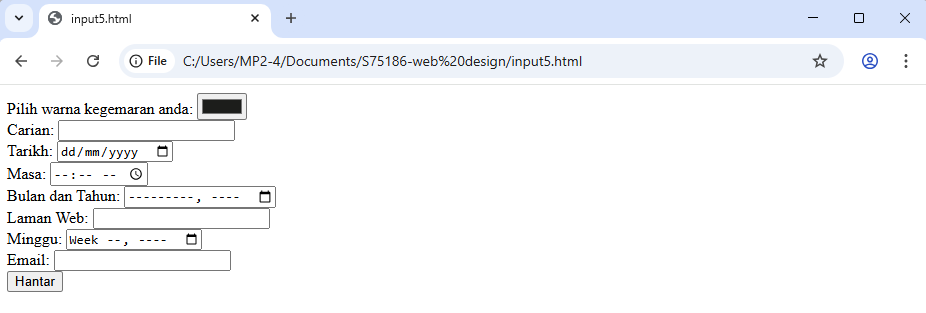 input5.html
File C:/Users/MP2-4/Documents/S75186-web%20design/input5.html
Pilih warna kegemaran anda:
Carian:
Tarikh: dd/mm/yyyy
Masa: --:-- --
Bulan dan Tahun: ---------, ----
Laman Web:
Minggu: Week --, ----
Email:
Hantar